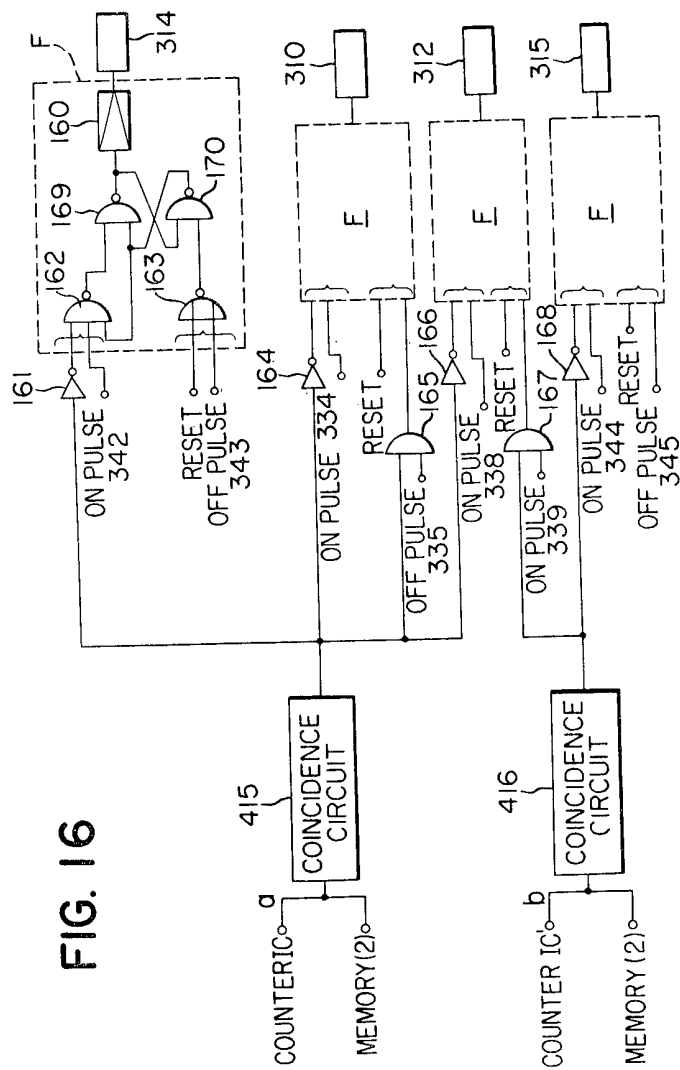 FIG. 16
COUNTER IC
a
MEMORY (2)
415
COINCIDENCE
CIRCUIT
COUNTER IC'
b
MEMORY (2)
416
COINCIDENCE
CIRCUIT
161
ON PULSE
342
RESET
OFF PULSE
343
162
163
169
170
160
F
314
164
ON PULSE 334
RESET
165
OFF PULSE
335
F
310
166
ON PULSE
338
RESET
167
ON PULSE
339
F
312
168
ON PULSE
344
RESET
OFF PULSE
345
F
315